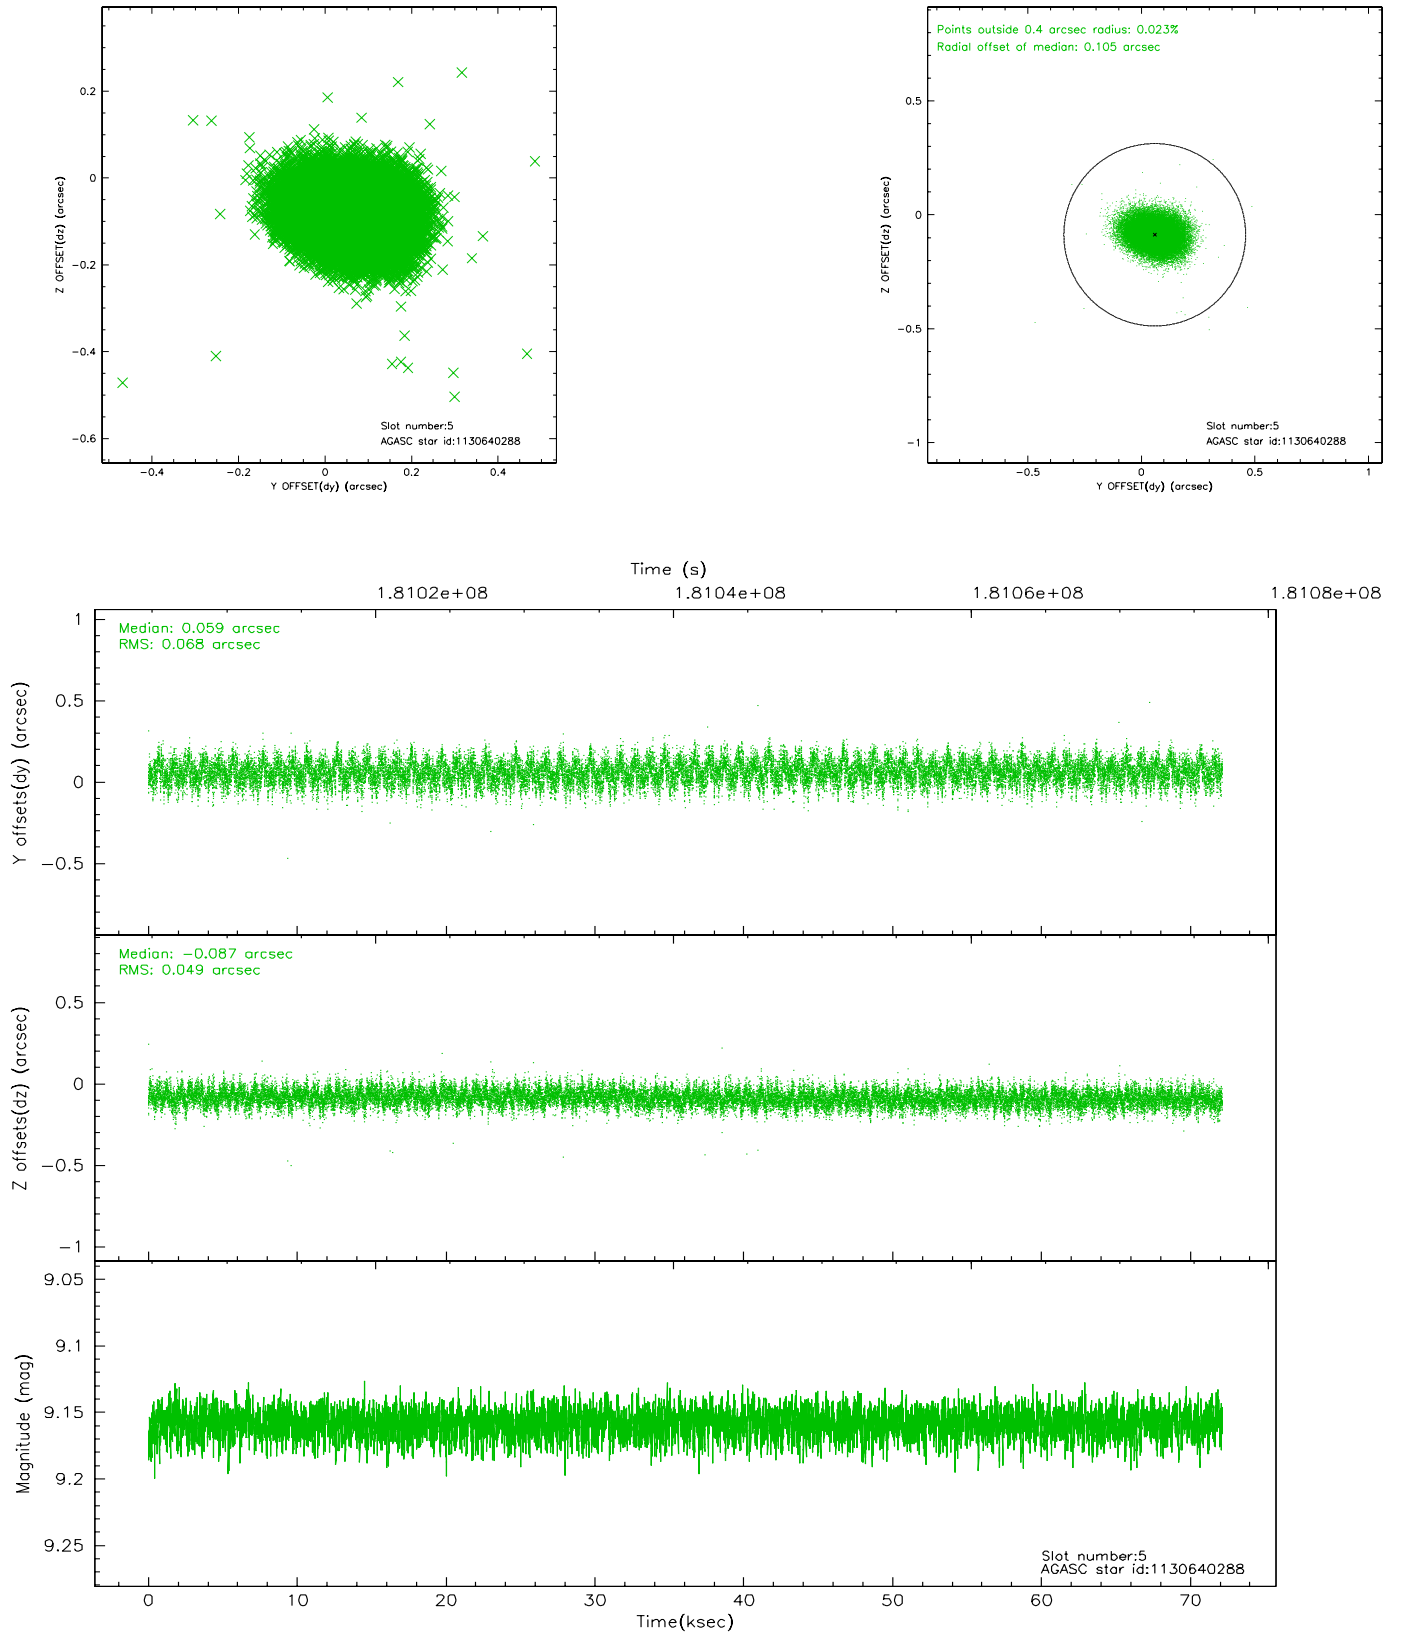 0.2
0
−0.2
−0.4
−0.6
Z OFFSET(dz) (arcsec)
Slot number:5
AGASC star id:1130640288
−0.4
−0.2
0
0.2
0.4
Y OFFSET(dy) (arcsec)
Points outside 0.4 arcsec radius: 0.023%
Radial offset of median: 0.105 arcsec
0.5
0
−0.5
−1
Z OFFSET(dz) (arcsec)
Slot number:5
AGASC star id:1130640288
−0.5
0
0.5
1
Y OFFSET(dy) (arcsec)
Time (s)
1.8102e+08
1.8104e+08
1.8106e+08
1.8108e+08
Median: 0.059 arcsec
RMS: 0.068 arcsec
1
0.5
0
−0.5
Y offsets(dy) (arcsec)
Median: −0.087 arcsec
RMS: 0.049 arcsec
0.5
0
−0.5
−1
Z offsets(dz) (arcsec)
9.05
9.1
9.15
9.2
9.25
Magnitude (mag)
Slot number:5
AGASC star id:1130640288
0
10
20
30
40
50
60
70
Time(ksec)